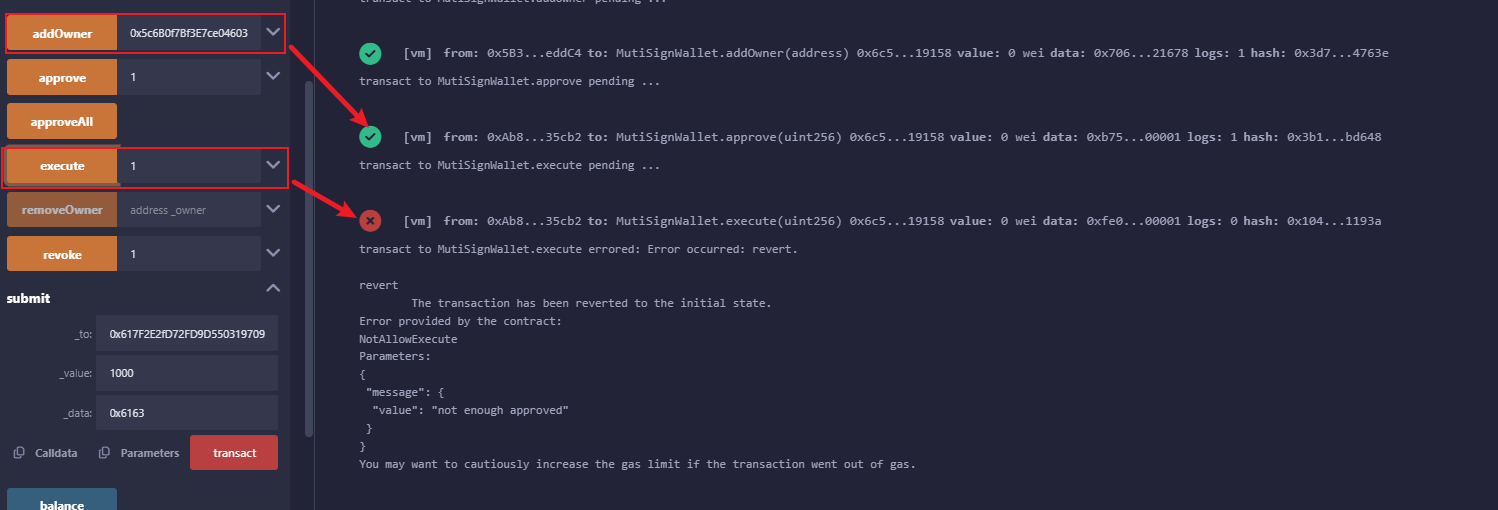 transact to MutiSignWallet.addOwner pending ...
addOwner 0x5c6B0f7Bf3E7ce04603
approve 1
approveAll
execute 1
removeOwner address _owner
revoke 1
submit
_to: 0x617F2E2fD72FD9D550319709
_value: 1000
_data: 0x6163
Calldata Parameters transact
balance
[vm] from: 0x5B3...eddC4 to: MutiSignWallet.addOwner(address) 0x6c5...19158 value: 0 wei data: 0x706...21678 logs: 1 hash: 0x3d7...4763e
transact to MutiSignWallet.approve pending ...
[vm] from: 0xAb8...35cb2 to: MutiSignWallet.approve(uint256) 0x6c5...19158 value: 0 wei data: 0xb75...00001 logs: 1 hash: 0x3b1...bd648
transact to MutiSignWallet.execute pending ...
[vm] from: 0xAb8...35cb2 to: MutiSignWallet.execute(uint256) 0x6c5...19158 value: 0 wei data: 0xfe0...00001 logs: 0 hash: 0x104...1193a
transact to MutiSignWallet.execute errored: Error occurred: revert.
revert
The transaction has been reverted to the initial state.
Error provided by the contract:
NotAllowExecute
Parameters:
{
"message": {
"value": "not enough approved"
}
}
You may want to cautiously increase the gas limit if the transaction went out of gas.